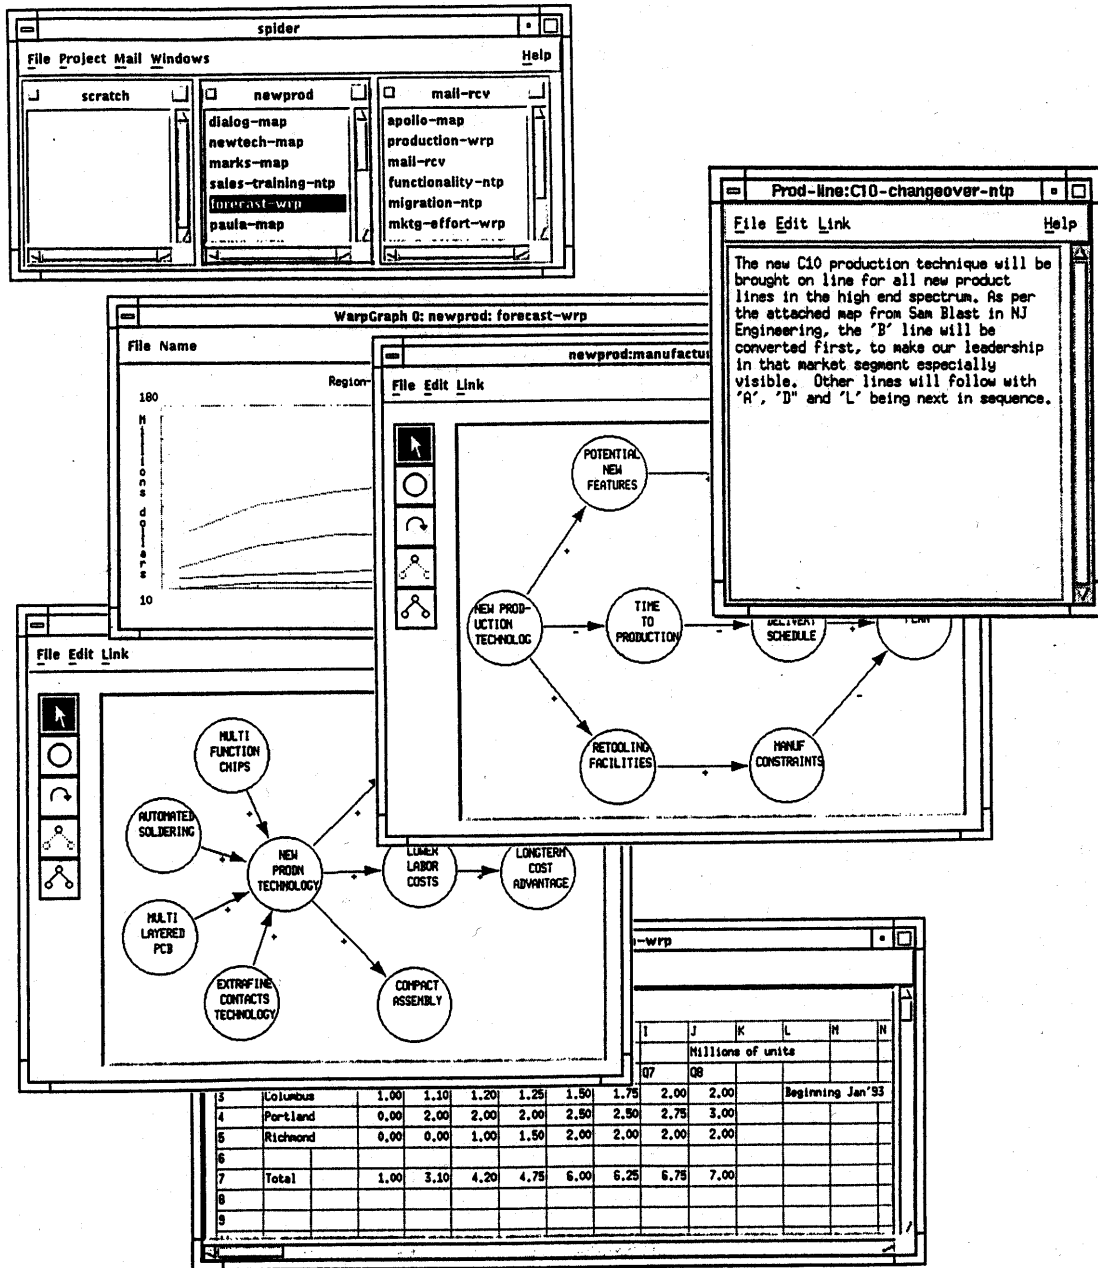 spider
File Project Mail Windows Help
scratch
newprod
dialog-map
newtech-map
marks-map
sales-training-ntp
forecast-wrp
paula-map
mail-rcv
apollo-map
production-wrp
mail-rcv
functionality-ntp
migration-ntp
mktg-effort-wrp
Prod-line:C10-changeover-ntp
File Edit Link Help
The new C10 production technique will be
brought on line for all new product
lines in the high end spectrum. As per
the attached map from Sam Blast in NJ
Engineering, the 'B' line will be
converted first, to make our leadership
in that market segment especially
visible. Other lines will follow with
'A', 'D" and 'L' being next in sequence.
WarpGraph 0: newprod: forecast-wrp
File Name
Region-
180
Millions dollars
10
newprod:manufactu
File Edit Link
POTENTIAL
NEW
FEATURES
+
NEW PROD-
UCTION
TECHNOLOG
-
TIME
TO
PRODUCTION
-
DELIVERY
SCHEDULE
+
PLAN
+
RETOOLING
FACILITIES
+
MANUF
CONSTRAINTS
-
File Edit Link
MULTI
FUNCTION
CHIPS
+
+
AUTOMATED
SOLDERING
+
NEW
PRODN
TECHNOLOGY
+
LOWER
LABOR
COSTS
+
LONGTERM
COST
ADVANTAGE
MULTI
LAYERED
PCB
+
+
+
EXTRAFINE
CONTACTS
TECHNOLOGY
COMPACT
ASSEMBLY
-wrp
I J K L M N
Millions of units
Q7 Q8
3 Columbus 1.00 1.10 1.20 1.25 1.50 1.75 2.00 2.00 Beginning Jan'93
4 Portland 0.00 2.00 2.00 2.00 2.50 2.50 2.75 3.00
5 Richmond 0.00 0.00 1.00 1.50 2.00 2.00 2.00 2.00
6
7 Total 1.00 3.10 4.20 4.75 6.00 6.25 6.75 7.00
8
9